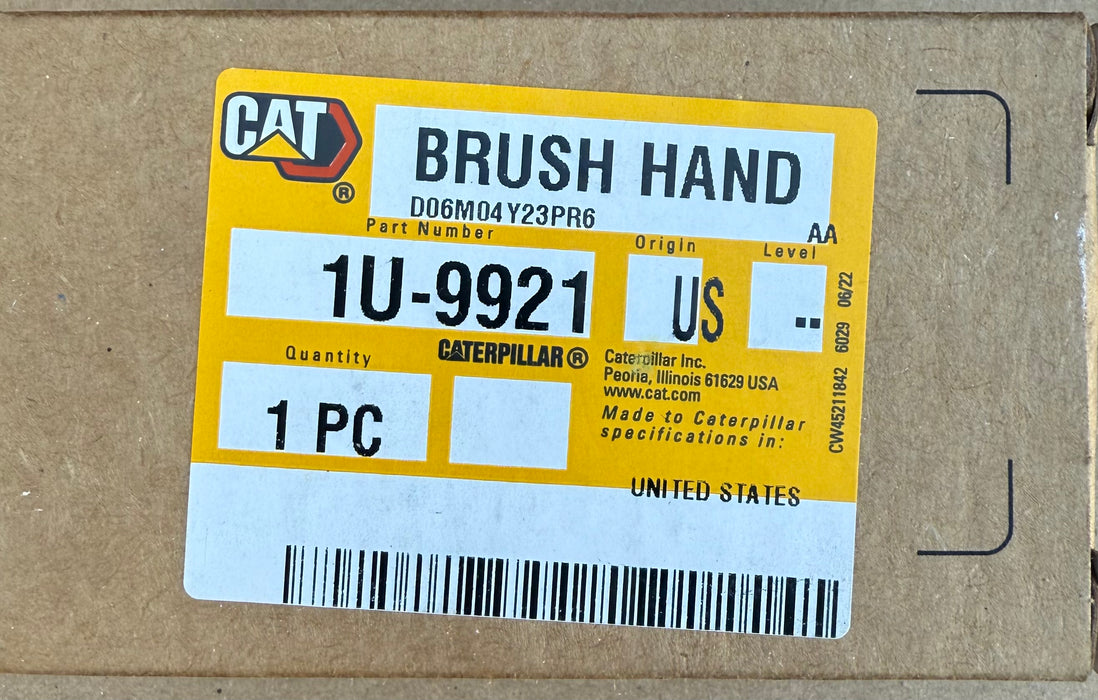 CAT
®
BRUSH HAND
D06M04Y23PR6
AA
Part Number
Origin
Level
1U-9921
US
--
Quantity
CATERPILLAR®
1 PC
Caterpillar Inc.
Peoria, Illinois 61629 USA
www.cat.com
Made to Caterpillar
specifications in:
UNITED STATES
CW45211842 6029 06/22